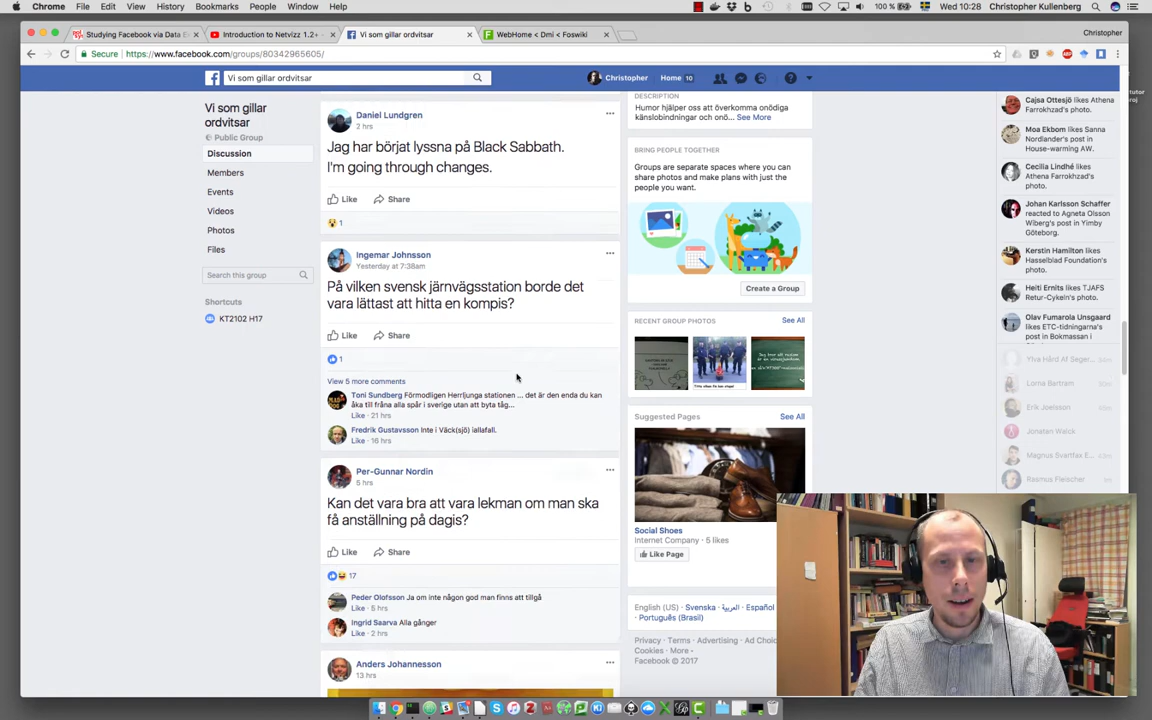 Chrome File Edit View History Bookmarks People Window Help
100 % Wed 10:28 Christopher Kullenberg
Studying Facebook via Data E
Introduction to Netvizz 1.2+ -
Vi som gillar ordvitsar
WebHome < Dmi < Foswiki
Christopher
Secure https://www.facebook.com/groups/80342965605/
Vi som gillar ordvitsar
Christopher
Home 10
Vi som gillar
ordvitsar
Public Group
Discussion
Members
Events
Videos
Photos
Files
Search this group
Shortcuts
KT2102 H17
Daniel Lundgren
2 hrs
Jag har börjat lyssna på Black Sabbath.
I'm going through changes.
Like Share
1
Ingemar Johnsson
Yesterday at 7:38am
På vilken svensk järnvägsstation borde det
vara lättast att hitta en kompis?
Like Share
1
View 5 more comments
Toni Sundberg Förmodligen Herrljunga stationen ... det är den enda du kan
åka till fråna alla spår i sverige utan att byta tåg...
Like · 21 hrs
Fredrik Gustavsson Inte i Väck(sjö) iallafall.
Like · 16 hrs
Per-Gunnar Nordin
5 hrs
Kan det vara bra att vara lekman om man ska
få anställning på dagis?
Like Share
17
Peder Olofsson Ja om inte någon god man finns att tillgå
Like · 5 hrs
Ingrid Saarva Alla gånger
Like · 2 hrs
Anders Johannesson
13 hrs
DESCRIPTION
Humor hjälper oss att överkomma onödiga
känslobindningar och onö... See More
BRING PEOPLE TOGETHER
Groups are separate spaces where you can
share photos and make plans with just the
people you want.
Create a Group
RECENT GROUP PHOTOS See All
Suggested Pages See All
Social Shoes
Internet Company · 5 likes
Like Page
English (US) · Svenska · العربية · Español ·
Português (Brasil)
Privacy · Terms · Advertising · Ad Choic
Cookies · More
Facebook © 2017
Cajsa Ottesjö likes Athena
Farrokhzad's photo.
Moa Ekbom likes Sanna
Nordlander's post in
House-warming AW.
Cecilia Lindhé likes
Athena Farrokhzad's
photo.
Johan Karlsson Schaffer
reacted to Agneta Olsson
Wiberg's post in Yimby
Göteborg.
Kerstin Hamilton likes
Hasselblad Foundation's
photo.
Heiti Ernits likes TJAFS
Retur-Cykeln's photo.
Olav Fumarola Unsgaard
likes ETC-tidningarna's
post in Bokmassan i
Ylva Hård Af Seger...
Lorne Bartram
Erik Joelsson
Jonatan Walck
Magnus Svartfax E...
Rasmus Fleischer